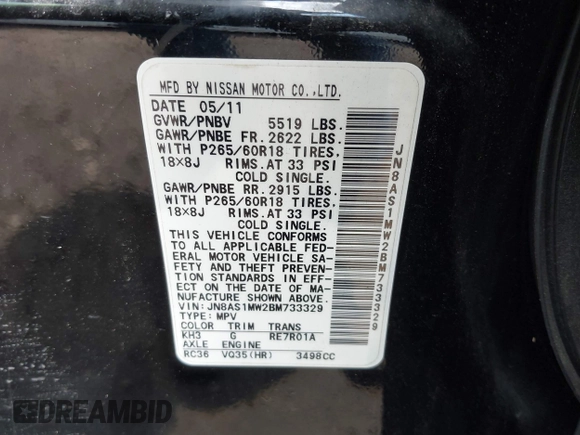 MFD BY NISSAN MOTOR CO.,LTD.
DATE 05/11
GVWR/PNBV 5519 LBS.
GAWR/PNBE FR. 2622 LBS.
WITH P265/60R18 TIRES.
18×8J RIMS.AT 33 PSI
COLD SINGLE.
GAWR/PNBE RR. 2915 LBS.
WITH P265/60R18 TIRES.
18×8J RIMS.AT 33 PSI
COLD SINGLE.
THIS VEHICLE CONFORMS
TO ALL APPLICABLE FED-
ERAL MOTOR VEHICLE SA-
FETY AND THEFT PREVEN-
TION STANDARDS IN EFF-
ECT ON THE DATE OF MA-
NUFACTURE SHOWN ABOVE.
VIN:JN8AS1MW2BM733329
TYPE:MPV
COLOR TRIM TRANS
KH3 G RE7R01A
AXLE ENGINE
RC36 VQ35(HR) 3498CC
JN8AS1MW2BM733329
DREAMBID